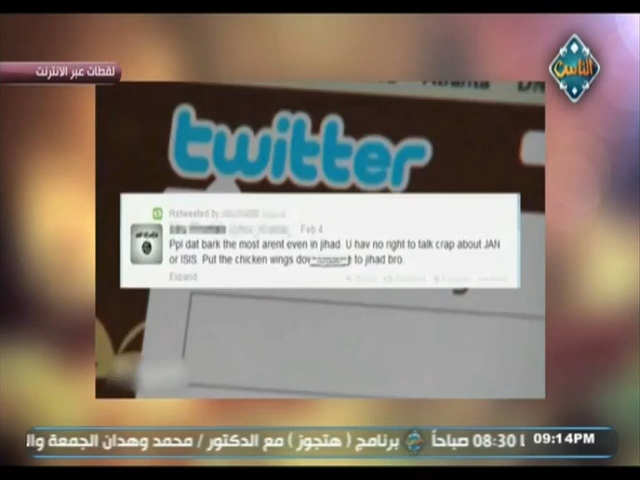 لقطات عبر الانترنت
الناس
Atlanta
twitter
Retweeted by
Feb 4
Ppl dat bark the most arent even in jihad. U hav no right to talk crap about JAN
or ISIS. Put the chicken wings do to jihad bro.
Expand
09:14PM
08:30 صباحاً برنامج ( هتجوز ) مع الدكتور / محمد وهدان الجمعة وال